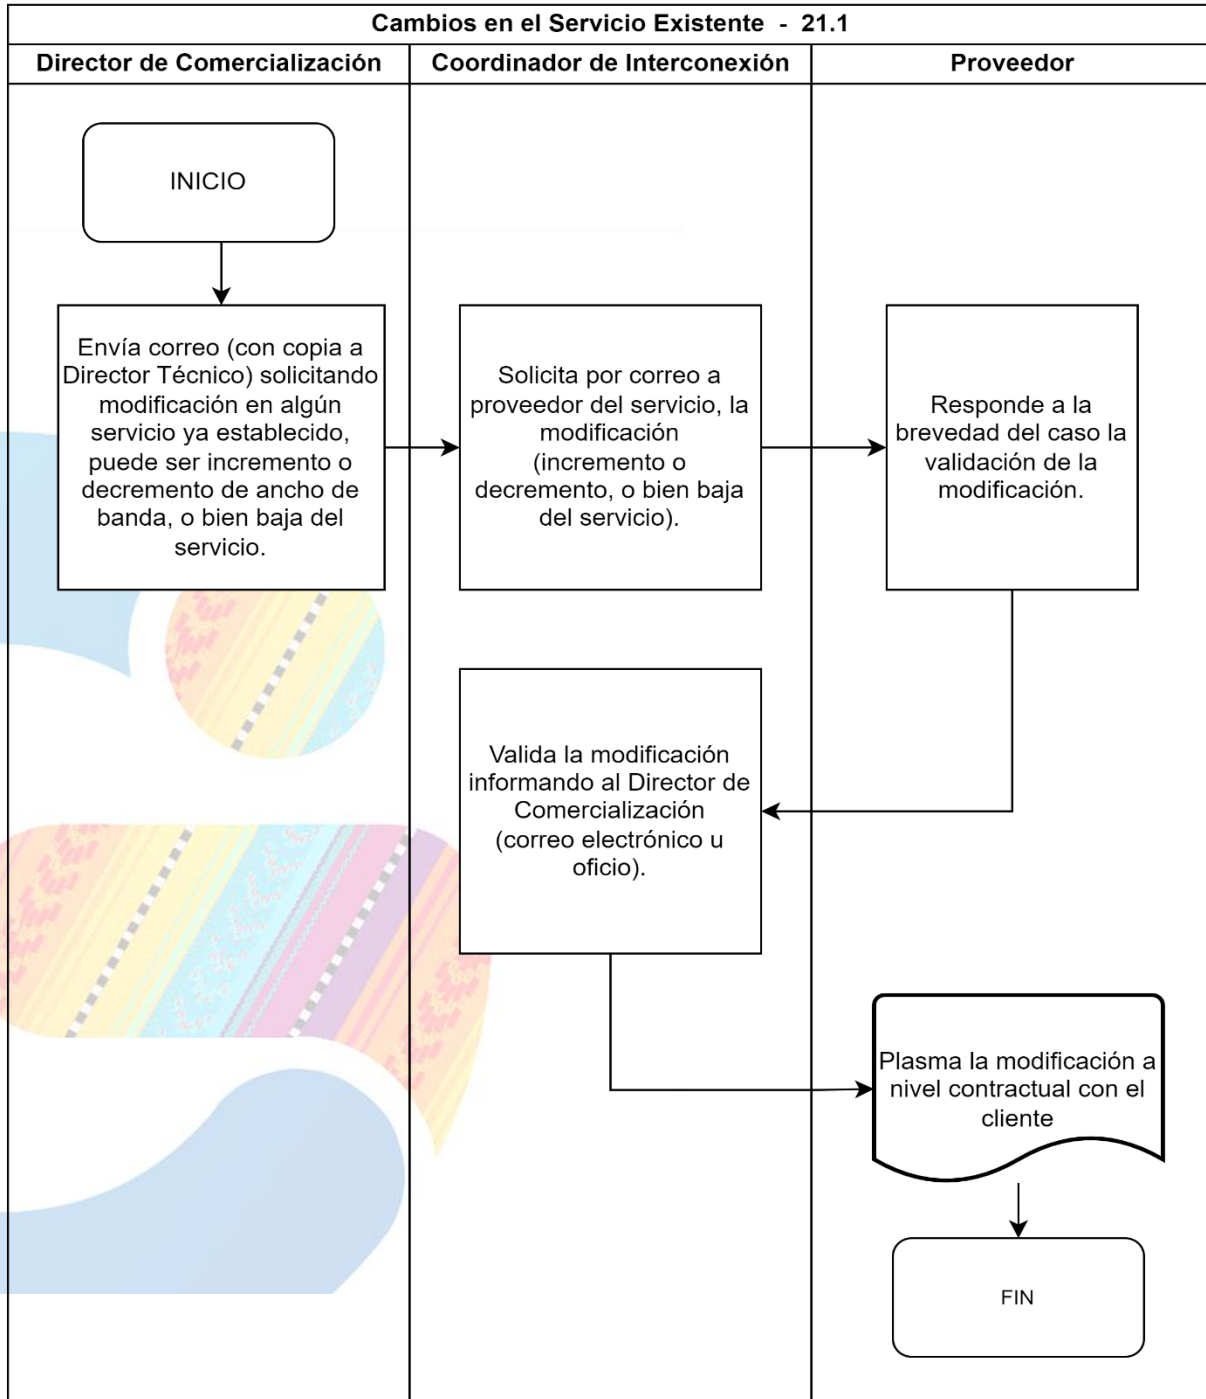 Cambios en el Servicio Existente - 21.1
Director de Comercialización
Coordinador de Interconexión
Proveedor
INICIO
Envía correo (con copia a
Director Técnico) solicitando
modificación en algún
servicio ya establecido,
puede ser incremento o
decremento de ancho de
banda, o bien baja del
servicio.
Solicita por correo a
proveedor del servicio, la
modificación
(incremento o
decremento, o bien baja
del servicio).
Responde a la
brevedad del caso la
validación de la
modificación.
Valida la modificación
informando al Director de
Comercialización
(correo electrónico u
oficio).
Plasma la modificación a
nivel contractual con el
cliente
FIN